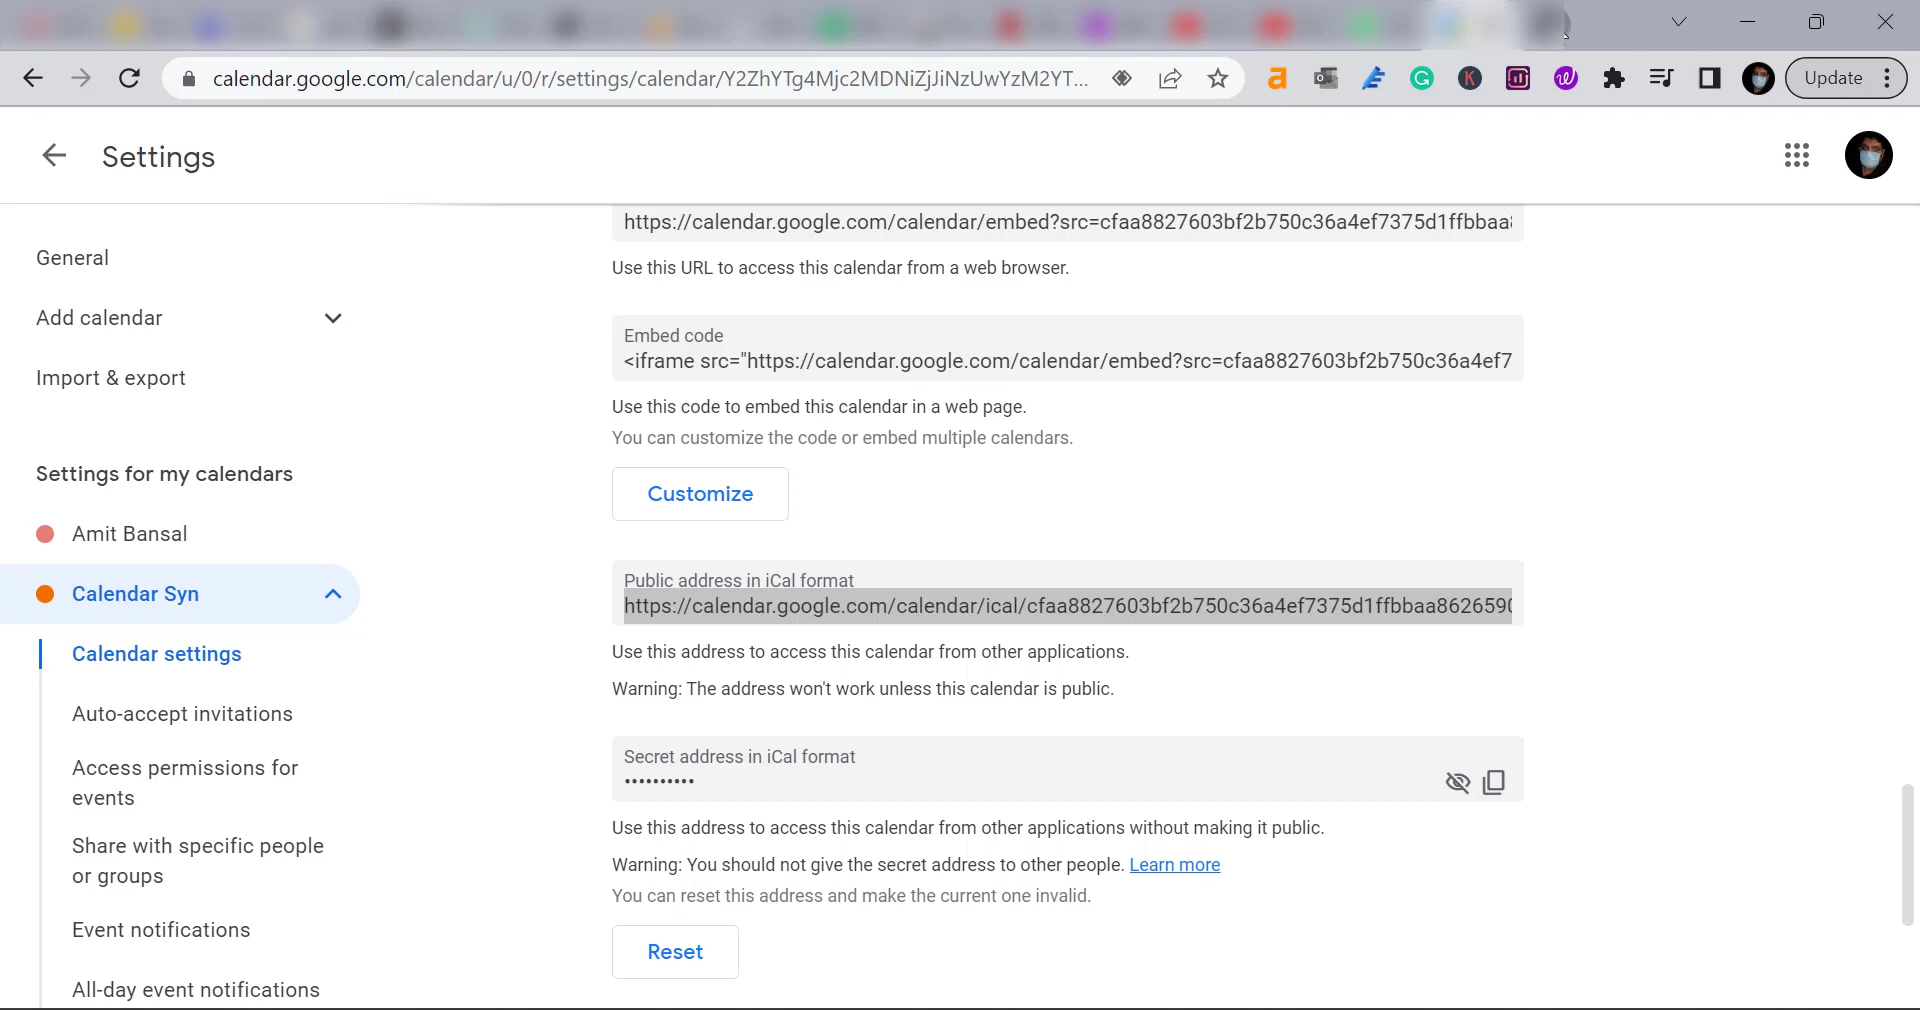 calendar.google.com/calendar/u/0/r/settings/calendar/Y2ZhYTg4Mjc2MDNiZjJiNzUwYzM2YT...
Update
Settings
General
Add calendar
Import & export
Settings for my calendars
Amit Bansal
Calendar Syn
Calendar settings
Auto-accept invitations
Access permissions for
events
Share with specific people
or groups
Event notifications
All-day event notifications
https://calendar.google.com/calendar/embed?src=cfaa8827603bf2b750c36a4ef7375d1ffbbaa
Use this URL to access this calendar from a web browser.
Embed code
<iframe src="https://calendar.google.com/calendar/embed?src=cfaa8827603bf2b750c36a4ef7
Use this code to embed this calendar in a web page.
You can customize the code or embed multiple calendars.
Customize
Public address in iCal format
https://calendar.google.com/calendar/ical/cfaa8827603bf2b750c36a4ef7375d1ffbbaa8626590
Use this address to access this calendar from other applications.
Warning: The address won't work unless this calendar is public.
Secret address in iCal format
••••••••••
Use this address to access this calendar from other applications without making it public.
Warning: You should not give the secret address to other people. Learn more
You can reset this address and make the current one invalid.
Reset